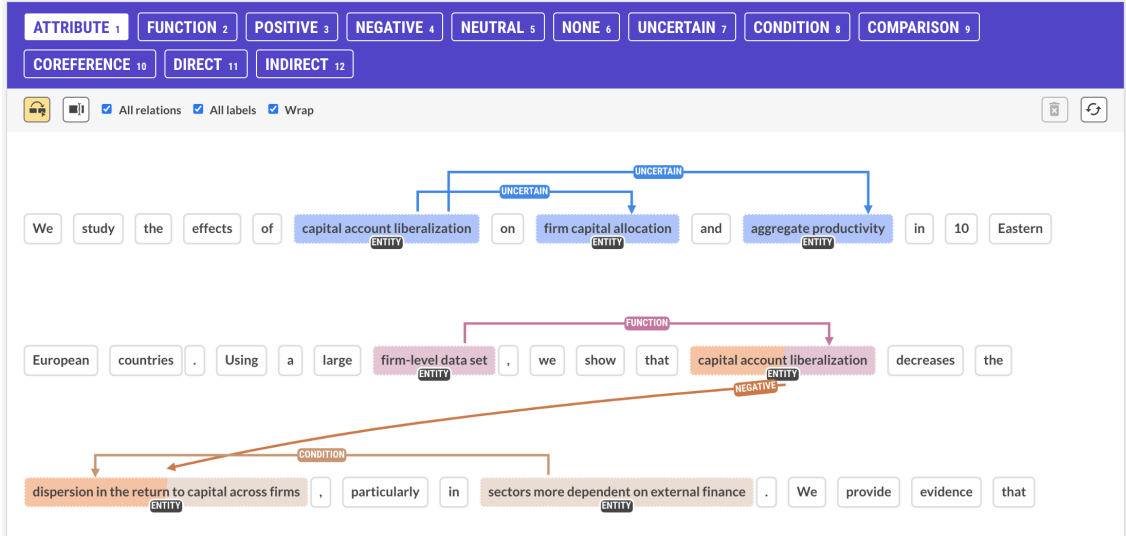 ATTRIBUTE 1 FUNCTION 2 POSITIVE 3 NEGATIVE 4 NEUTRAL 5 NONE 6 UNCERTAIN 7 CONDITION 8 COMPARISON 9
COREFERENCE 10 DIRECT 11 INDIRECT 12
All relations All labels Wrap
UNCERTAIN
UNCERTAIN
We study the effects of capital account liberalization on firm capital allocation and aggregate productivity in 10 Eastern
ENTITY ENTITY ENTITY
FUNCTION
European countries . Using a large firm-level data set , we show that capital account liberalization decreases the
ENTITY ENTITY
NEGATIVE
CONDITION
dispersion in the return to capital across firms , particularly in sectors more dependent on external finance . We provide evidence that
ENTITY ENTITY